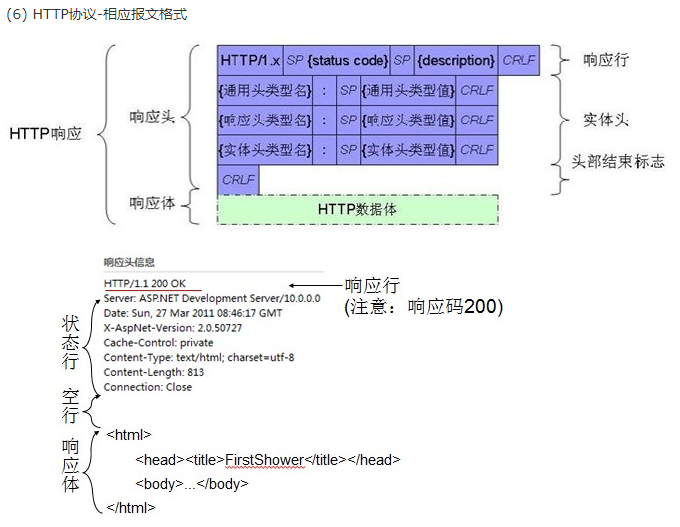 (6) HTTP协议-相应报文格式
HTTP/1.x SP {status code} SP {description} CRLF
响应行
{通用头类型名} : SP {通用头类型值} CRLF
响应头
{响应头类型名} : SP {响应头类型值} CRLF
实体头
HTTP响应
{实体头类型名} : SP {实体头类型值} CRLF
头部结束标志
CRLF
响应体
HTTP数据体
响应头信息
HTTP/1.1 200 OK
响应行
(注意：响应码200)
Server: ASP.NET Development Server/10.0.0.0
Date: Sun, 27 Mar 2011 08:46:17 GMT
X-AspNet-Version: 2.0.50727
Cache-Control: private
Content-Type: text/html; charset=utf-8
Content-Length: 813
Connection: Close
状态行
空行
响应体
<html>
<head><title>FirstShower</title></head>
<body>...</body>
</html>